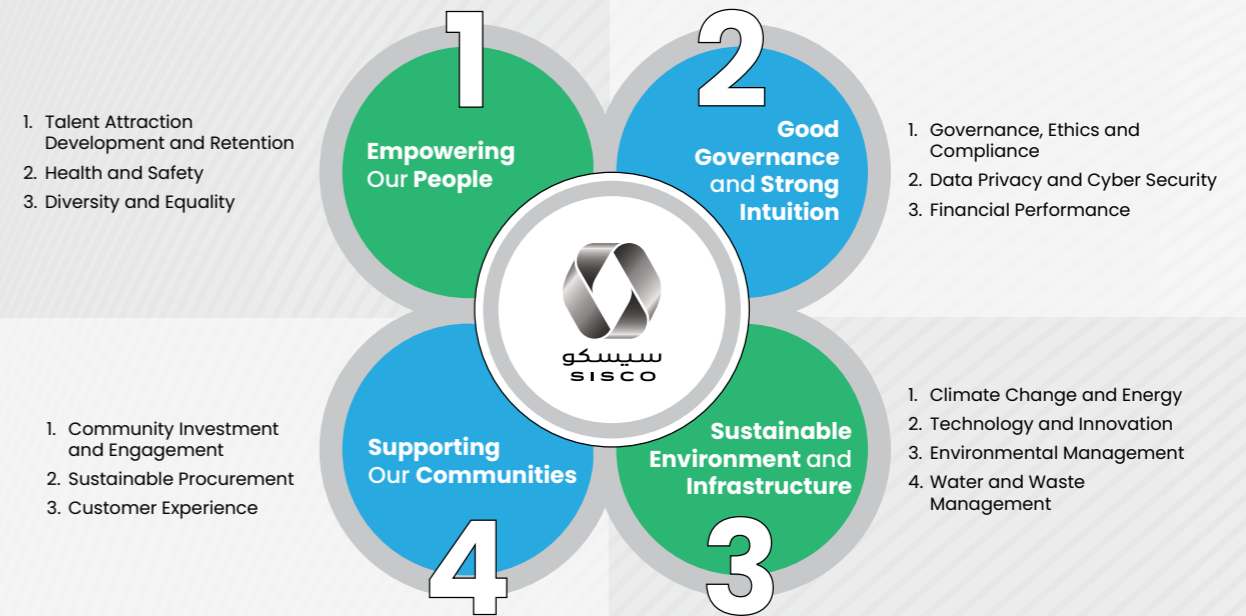 1
Empowering
Our People
1. Talent Attraction
Development and Retention
2. Health and Safety
3. Diversity and Equality
2
Good
Governance
and Strong
Intuition
1. Governance, Ethics and
Compliance
2. Data Privacy and Cyber Security
3. Financial Performance
سيسكو
SISCO
Supporting
Our Communities
4
1. Community Investment
and Engagement
2. Sustainable Procurement
3. Customer Experience
Sustainable
Environment and
Infrastructure
3
1. Climate Change and Energy
2. Technology and Innovation
3. Environmental Management
4. Water and Waste
Management